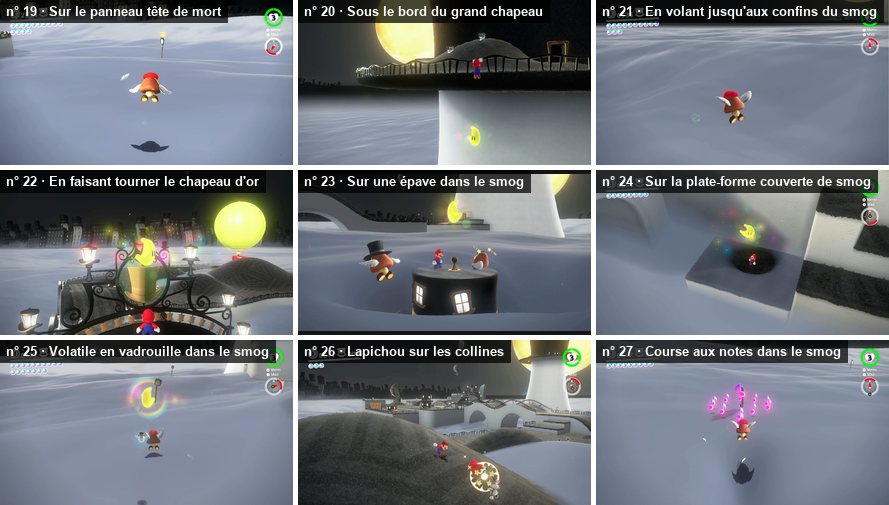 n° 19 · Sur le panneau tête de mort
n° 20 · Sous le bord du grand chapeau
n° 21 · En volant jusqu'aux confins du smog
n° 22 · En faisant tourner le chapeau d'or
n° 23 · Sur une épave dans le smog
n° 24 · Sur la plate-forme couverte de smog
n° 25 · Volatile en vadrouille dans le smog
n° 26 · Lapichou sur les collines
n° 27 · Course aux notes dans le smog